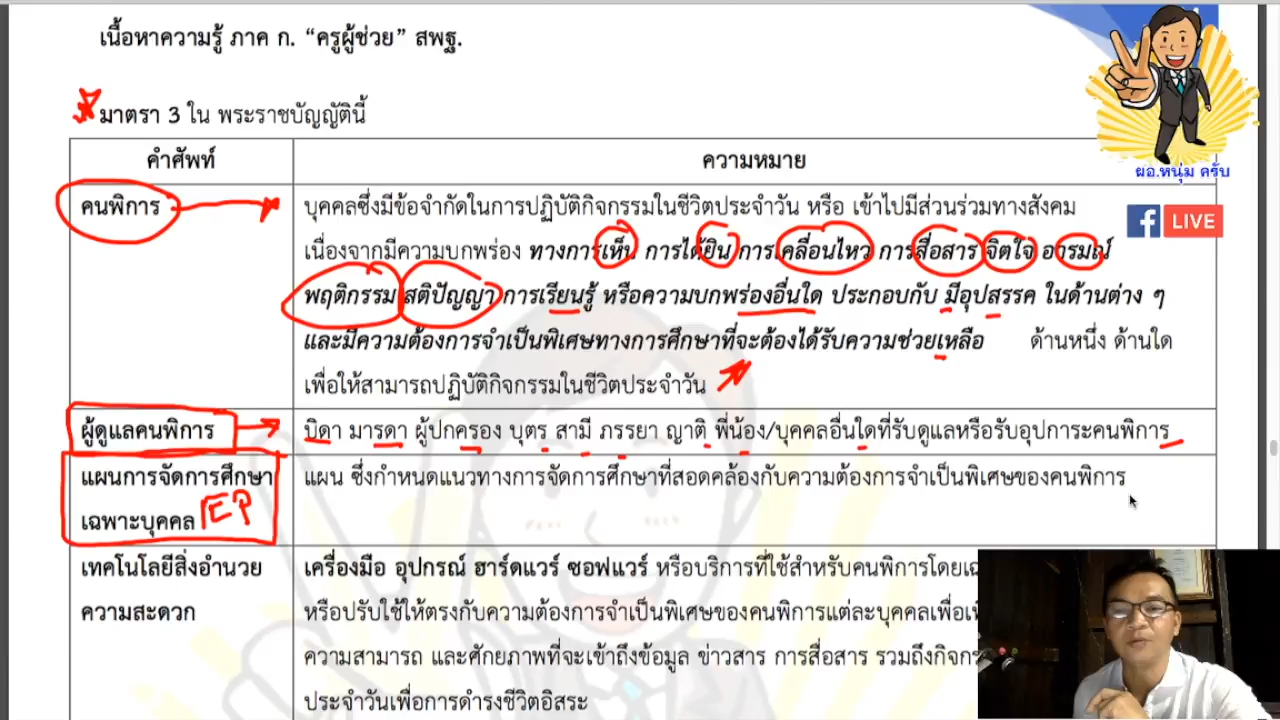 เนื้อหาความรู้ ภาค ก. “ครูผู้ช่วย” สพฐ.
มาตรา 3 ใน พระราชบัญญัตินี้
คำศัพท์ ความหมาย
ผอ.หนุ่ม ครับ
LIVE
คนพิการ
บุคคลซึ่งมีข้อจำกัดในการปฏิบัติกิจกรรมในชีวิตประจำวัน หรือ เข้าไปมีส่วนร่วมทางสังคม
เนื่องจากมีความบกพร่อง ทางการเห็น การได้ยิน การเคลื่อนไหว การสื่อสาร จิตใจ อารมณ์
พฤติกรรม สติปัญญา การเรียนรู้ หรือความบกพร่องอื่นใด ประกอบกับ มีอุปสรรค ในด้านต่าง ๆ
และมีความต้องการจำเป็นพิเศษทางการศึกษาที่จะต้องได้รับความช่วยเหลือ ด้านหนึ่ง ด้านใด
เพื่อให้สามารถปฏิบัติกิจกรรมในชีวิตประจำวัน
ผู้ดูแลคนพิการ
บิดา มารดา ผู้ปกครอง บุตร สามี ภรรยา ญาติ พี่น้อง/บุคคลอื่นใดที่รับดูแลหรือรับอุปการะคนพิการ
แผนการจัดการศึกษา
เฉพาะบุคคล IEP
แผน ซึ่งกำหนดแนวทางการจัดการศึกษาที่สอดคล้องกับความต้องการจำเป็นพิเศษของคนพิการ
เทคโนโลยีสิ่งอำนวย
ความสะดวก
เครื่องมือ อุปกรณ์ ฮาร์ดแวร์ ซอฟแวร์ หรือบริการที่ใช้สำหรับคนพิการโดยเฉ
หรือปรับใช้ให้ตรงกับความต้องการจำเป็นพิเศษของคนพิการแต่ละบุคคลเพื่อเพิ
ความสามารถ และศักยภาพที่จะเข้าถึงข้อมูล ข่าวสาร การสื่อสาร รวมถึงกิจกร
ประจำวันเพื่อการดำรงชีวิตอิสระ